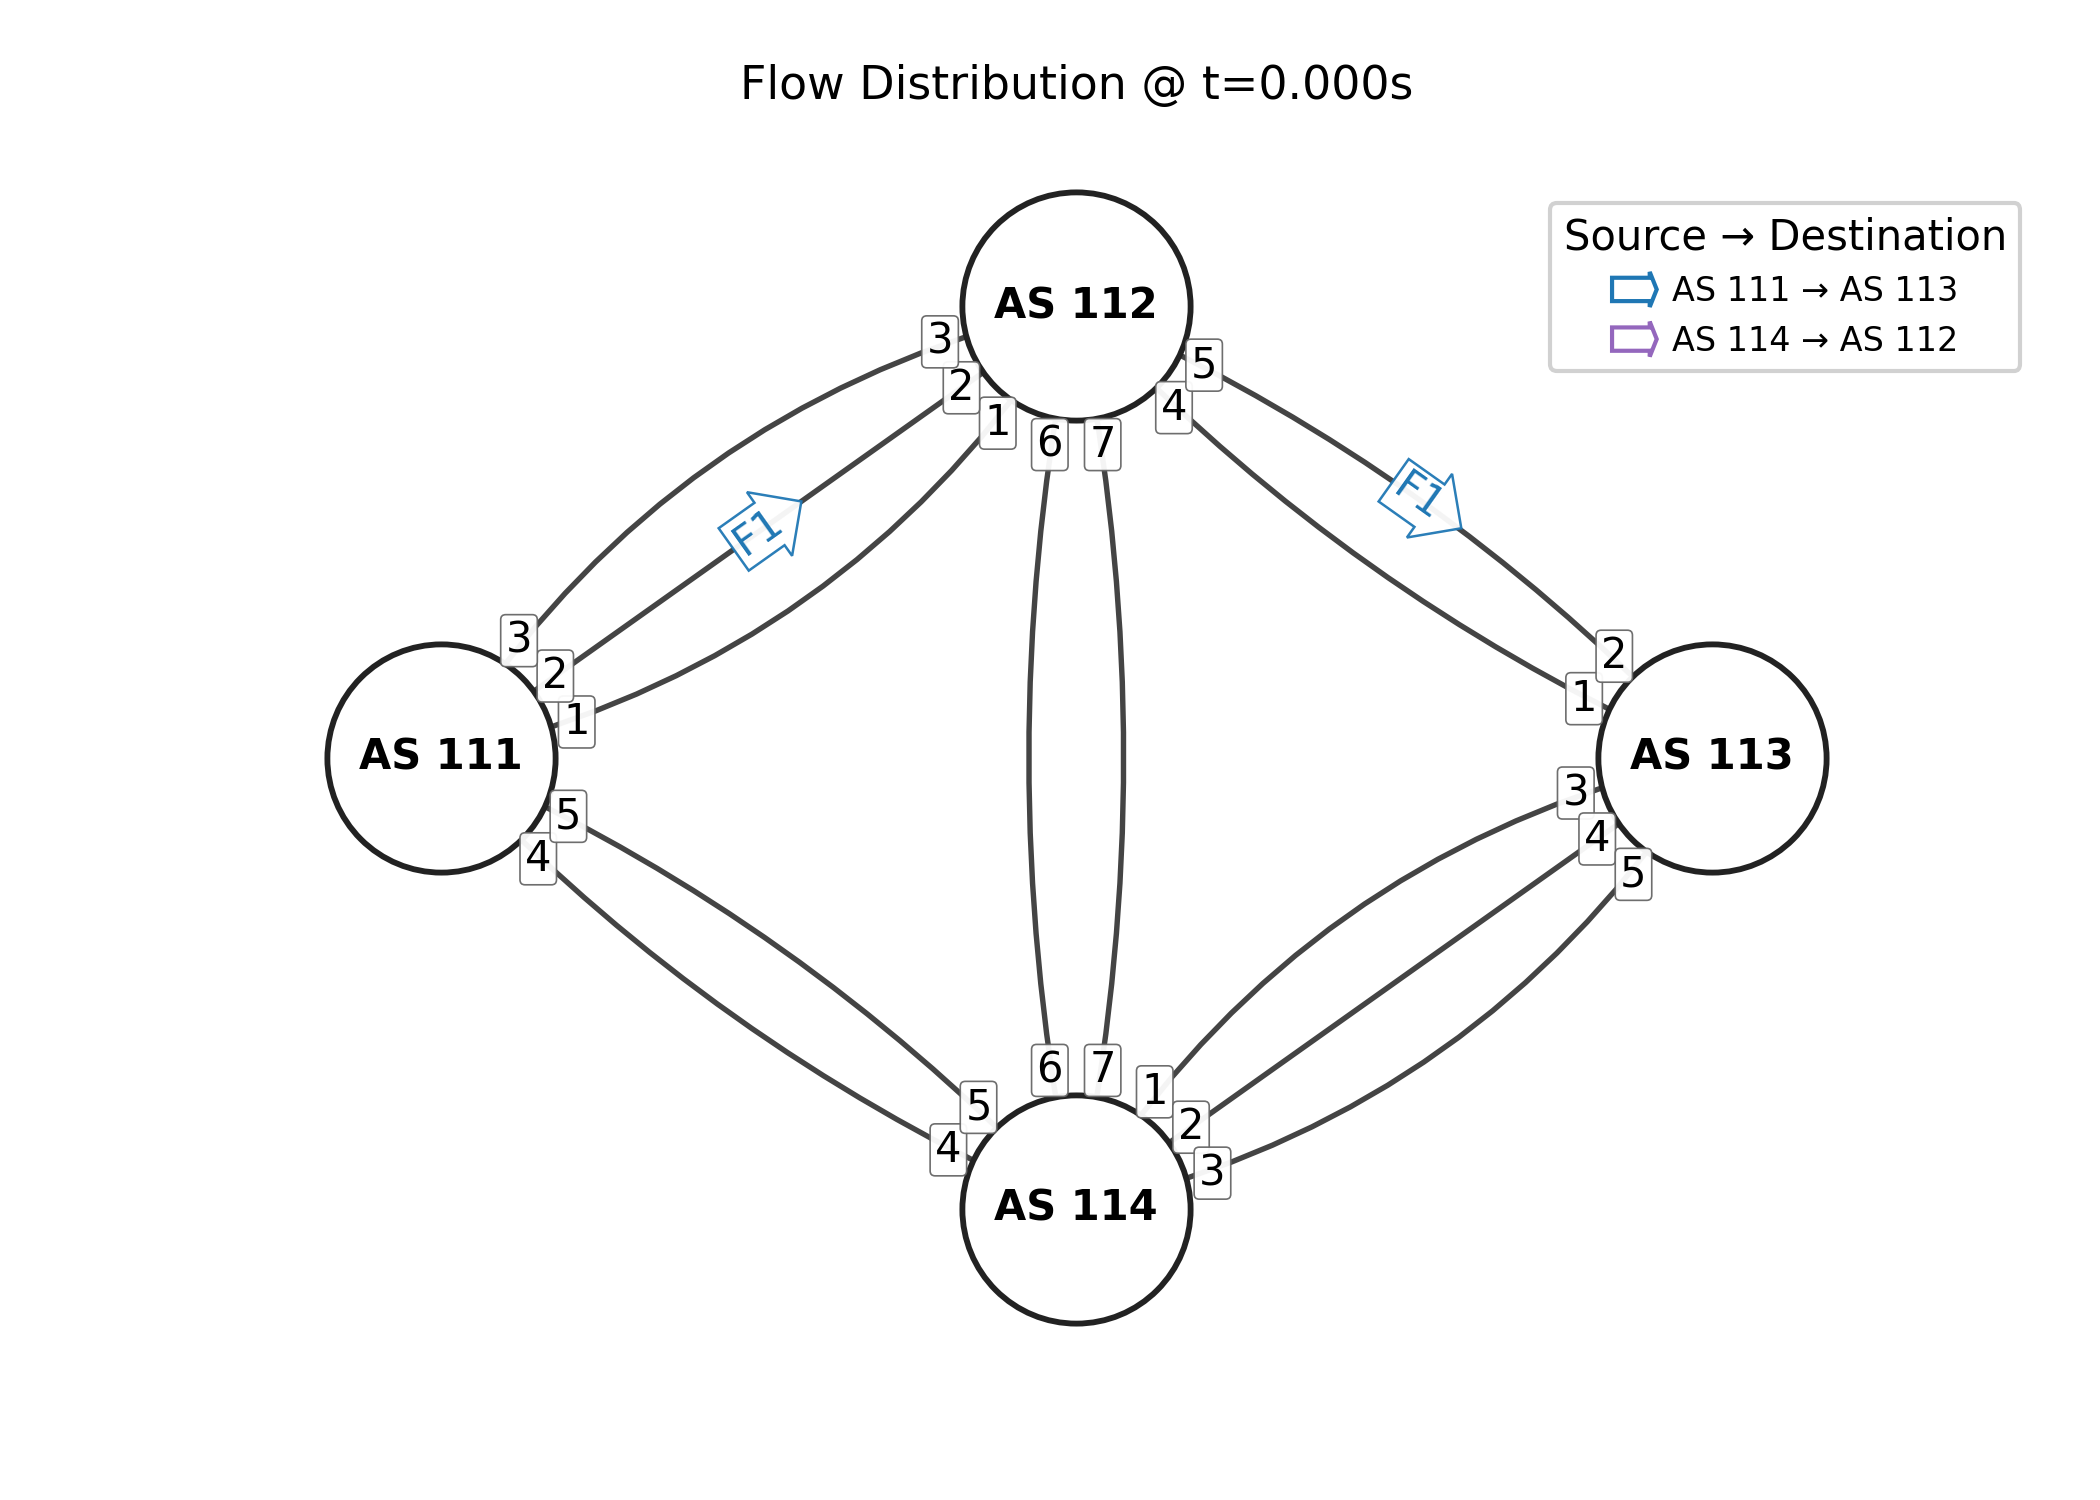 Flow Distribution @ t=0.000s
Source → Destination
AS 111 → AS 113
AS 114 → AS 112
AS 112
3
2
1
6
7
4
5
F1
F1
3
2
1
AS 111
5
4
2
1
AS 113
3
4
5
6
7
5
4
1
2
3
AS 114